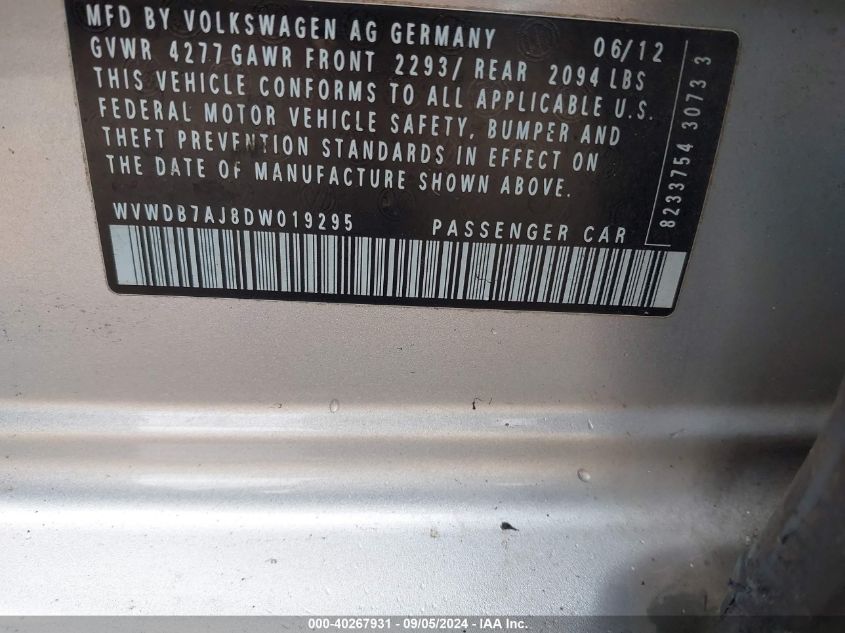 MFD BY VOLKSWAGEN AG GERMANY 06/12
GVWR 4277 GAWR FRONT 2293/ REAR 2094 LBS
THIS VEHICLE CONFORMS TO ALL APPLICABLE U.S.
FEDERAL MOTOR VEHICLE SAFETY, BUMPER AND
THEFT PREVENTION STANDARDS IN EFFECT ON
THE DATE OF MANUFACTURE SHOWN ABOVE.
WVWDB7AJ8DW019295 PASSENGER CAR
8233754 3073 3
000-40267931 - 09/05/2024 - IAA Inc.